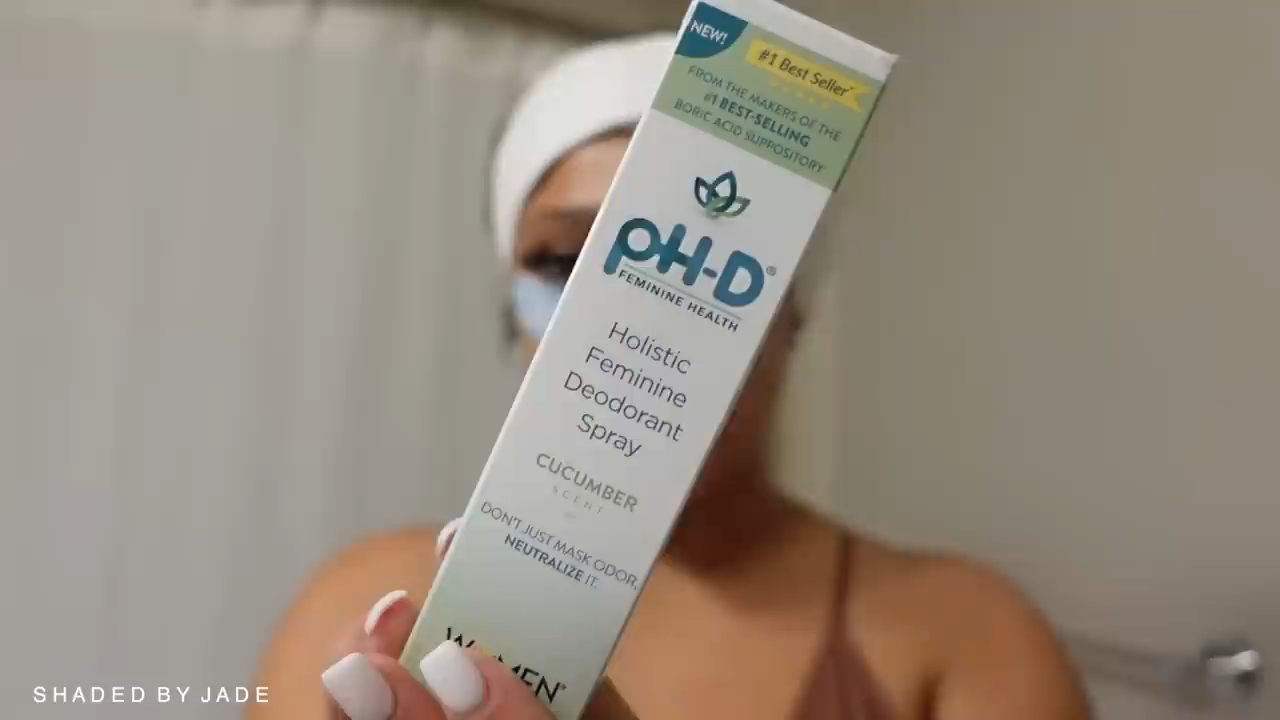 NEW!
#1 Best Seller*
FROM THE MAKERS OF THE
#1 BEST-SELLING
BORIC ACID SUPPOSITORY
pH-D®
FEMININE HEALTH
Holistic
Feminine
Deodorant
Spray
CUCUMBER
SCENT
DON'T JUST MASK ODOR,
NEUTRALIZE IT.
SHADED BY JADE